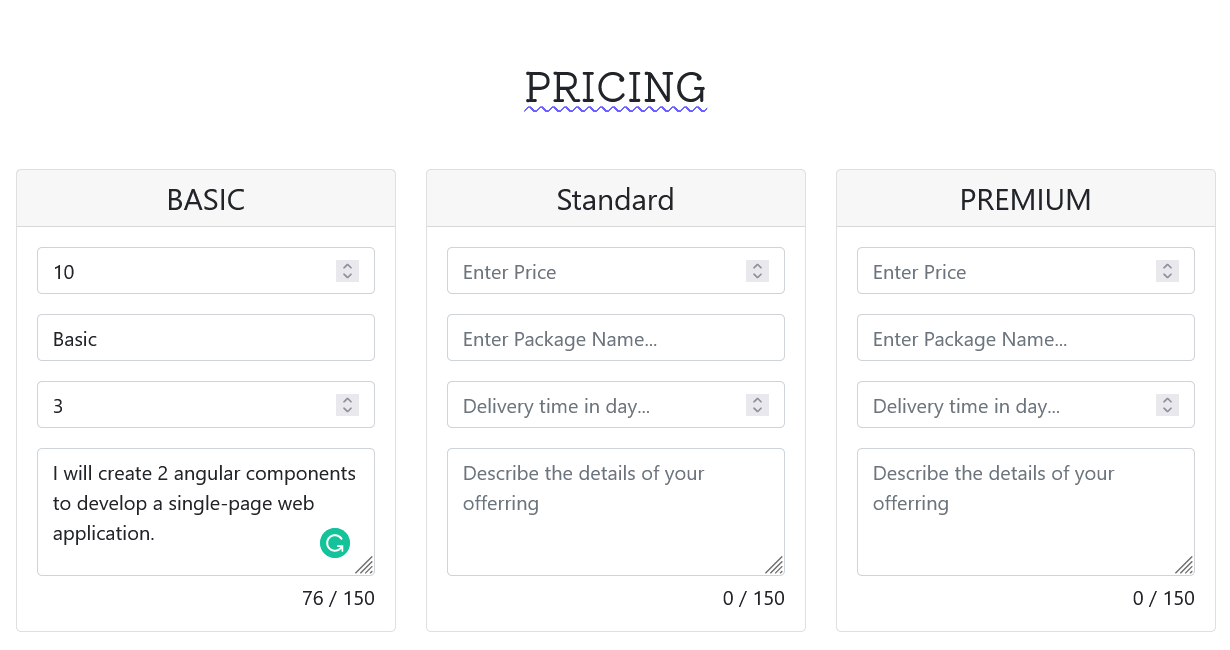 PRICING
BASIC
10
Basic
3
I will create 2 angular components
to develop a single-page web
application.
76 / 150
Standard
Enter Price
Enter Package Name...
Delivery time in day...
Describe the details of your
offerring
0 / 150
PREMIUM
Enter Price
Enter Package Name...
Delivery time in day...
Describe the details of your
offerring
0 / 150